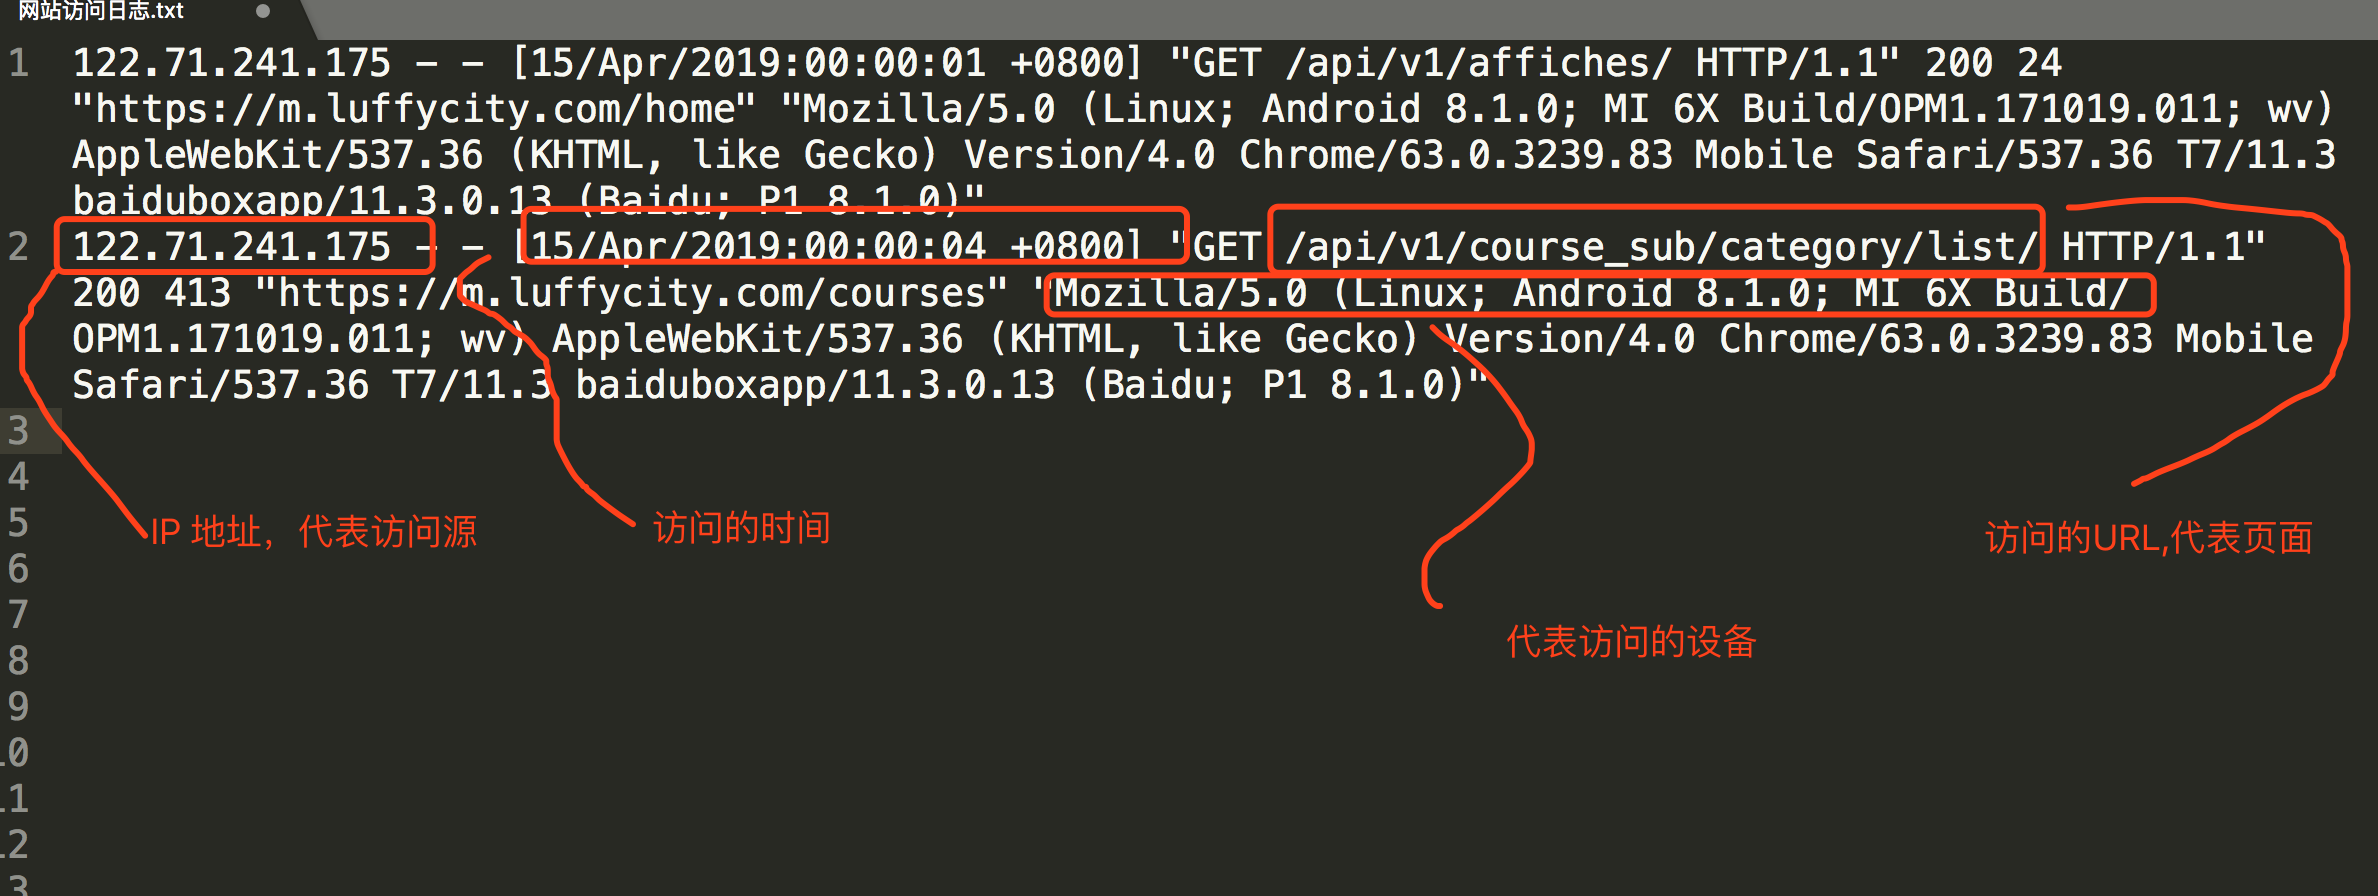 网站访问日志.txt
1 122.71.241.175 - - [15/Apr/2019:00:00:01 +0800] "GET /api/v1/affiches/ HTTP/1.1" 200 24
"https://m.luffycity.com/home" "Mozilla/5.0 (Linux; Android 8.1.0; MI 6X Build/OPM1.171019.011; wv)
AppleWebKit/537.36 (KHTML, like Gecko) Version/4.0 Chrome/63.0.3239.83 Mobile Safari/537.36 T7/11.3
baiduboxapp/11.3.0.13 (Baidu; P1 8.1.0)"
2 122.71.241.175 - - [15/Apr/2019:00:00:04 +0800] "GET /api/v1/course_sub/category/list/ HTTP/1.1"
200 413 "https://m.luffycity.com/courses" "Mozilla/5.0 (Linux; Android 8.1.0; MI 6X Build/
OPM1.171019.011; wv) AppleWebKit/537.36 (KHTML, like Gecko) Version/4.0 Chrome/63.0.3239.83 Mobile
Safari/537.36 T7/11.3 baiduboxapp/11.3.0.13 (Baidu; P1 8.1.0)"
3
4
5
IP 地址，代表访问源
访问的时间
访问的URL,代表页面
6
7
代表访问的设备
8
9
10
11
12
3